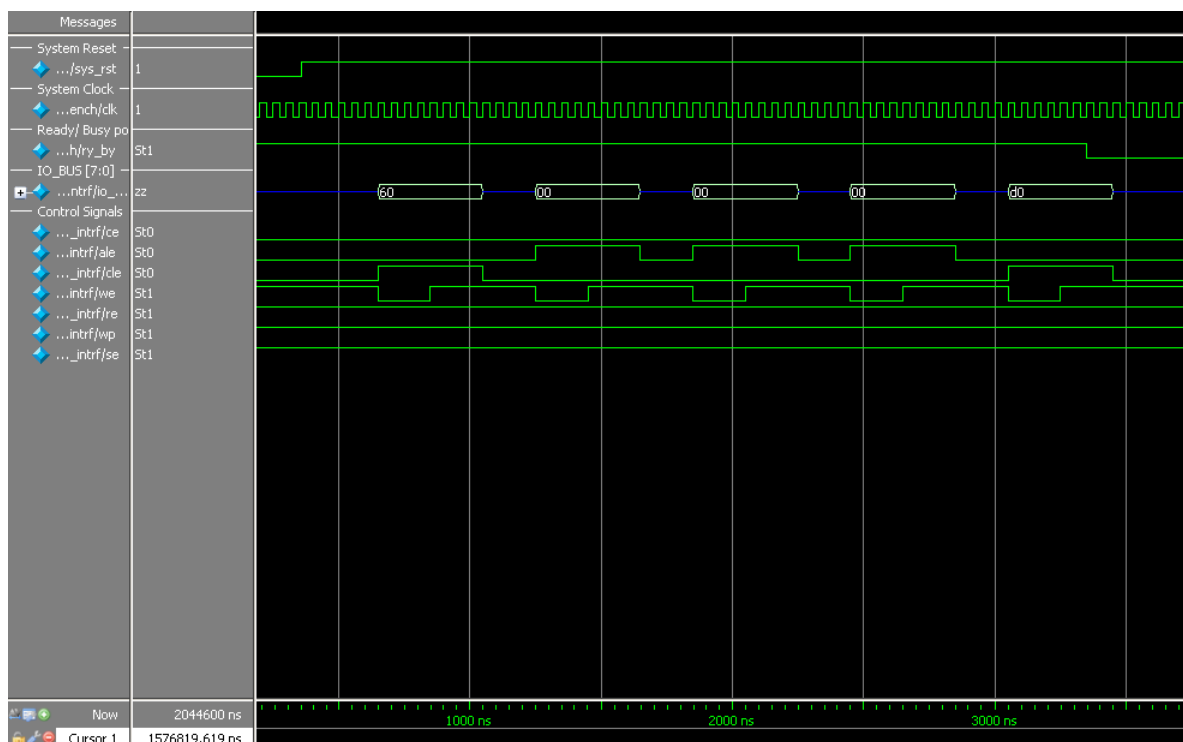 Messages
System Reset
.../sys_rst 1
System Clock
...ench/clk 1
Ready/ Busy po
...h/ry_by St1
IO_BUS [7:0]
...ntrf/io_... zz 60 00 00 00 d0
Control Signals
..._intrf/ce St0
...intrf/ale St0
..._intrf/cle St0
...intrf/we St1
..._intrf/re St1
...intrf/wp St1
..._intrf/se St1
Now 2044600 ns 1000 ns 2000 ns 3000 ns
Cursor 1 1576819.619 ns